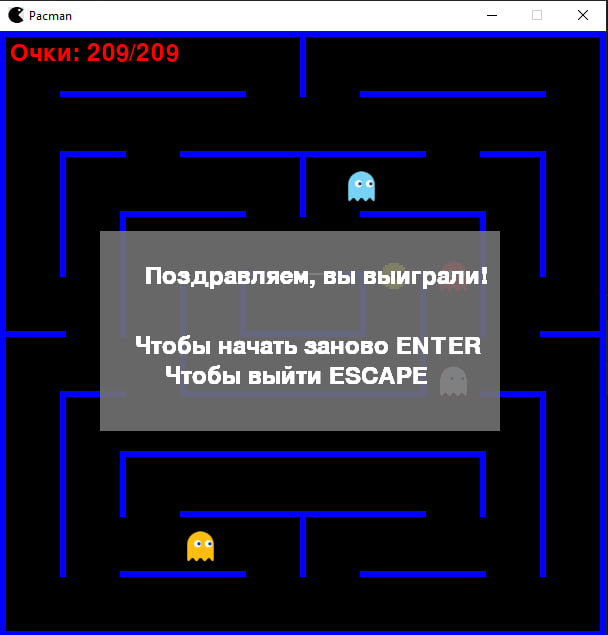 Pacman
Очки: 209/209
Поздравляем, вы выиграли!
Чтобы начать заново ENTER
Чтобы выйти ESCAPE